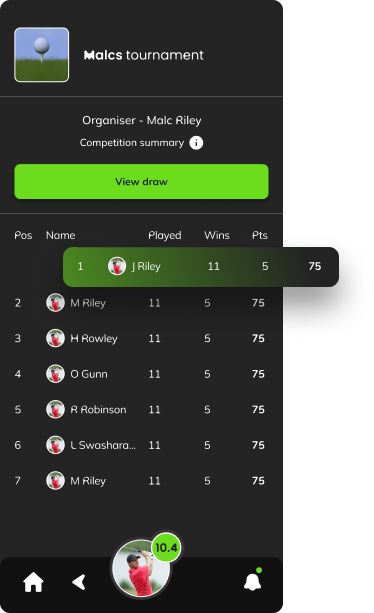 Malcs tournament
Organiser - Malc Riley
Competition summary i
View draw
Pos Name Played Wins Pts
1 J Riley 11 5 75
2 M Riley 11 5 75
3 H Rowley 11 5 75
4 O Gunn 11 5 75
5 R Robinson 11 5 75
6 L Swashara... 11 5 75
7 M Riley 11 5 75
10.4